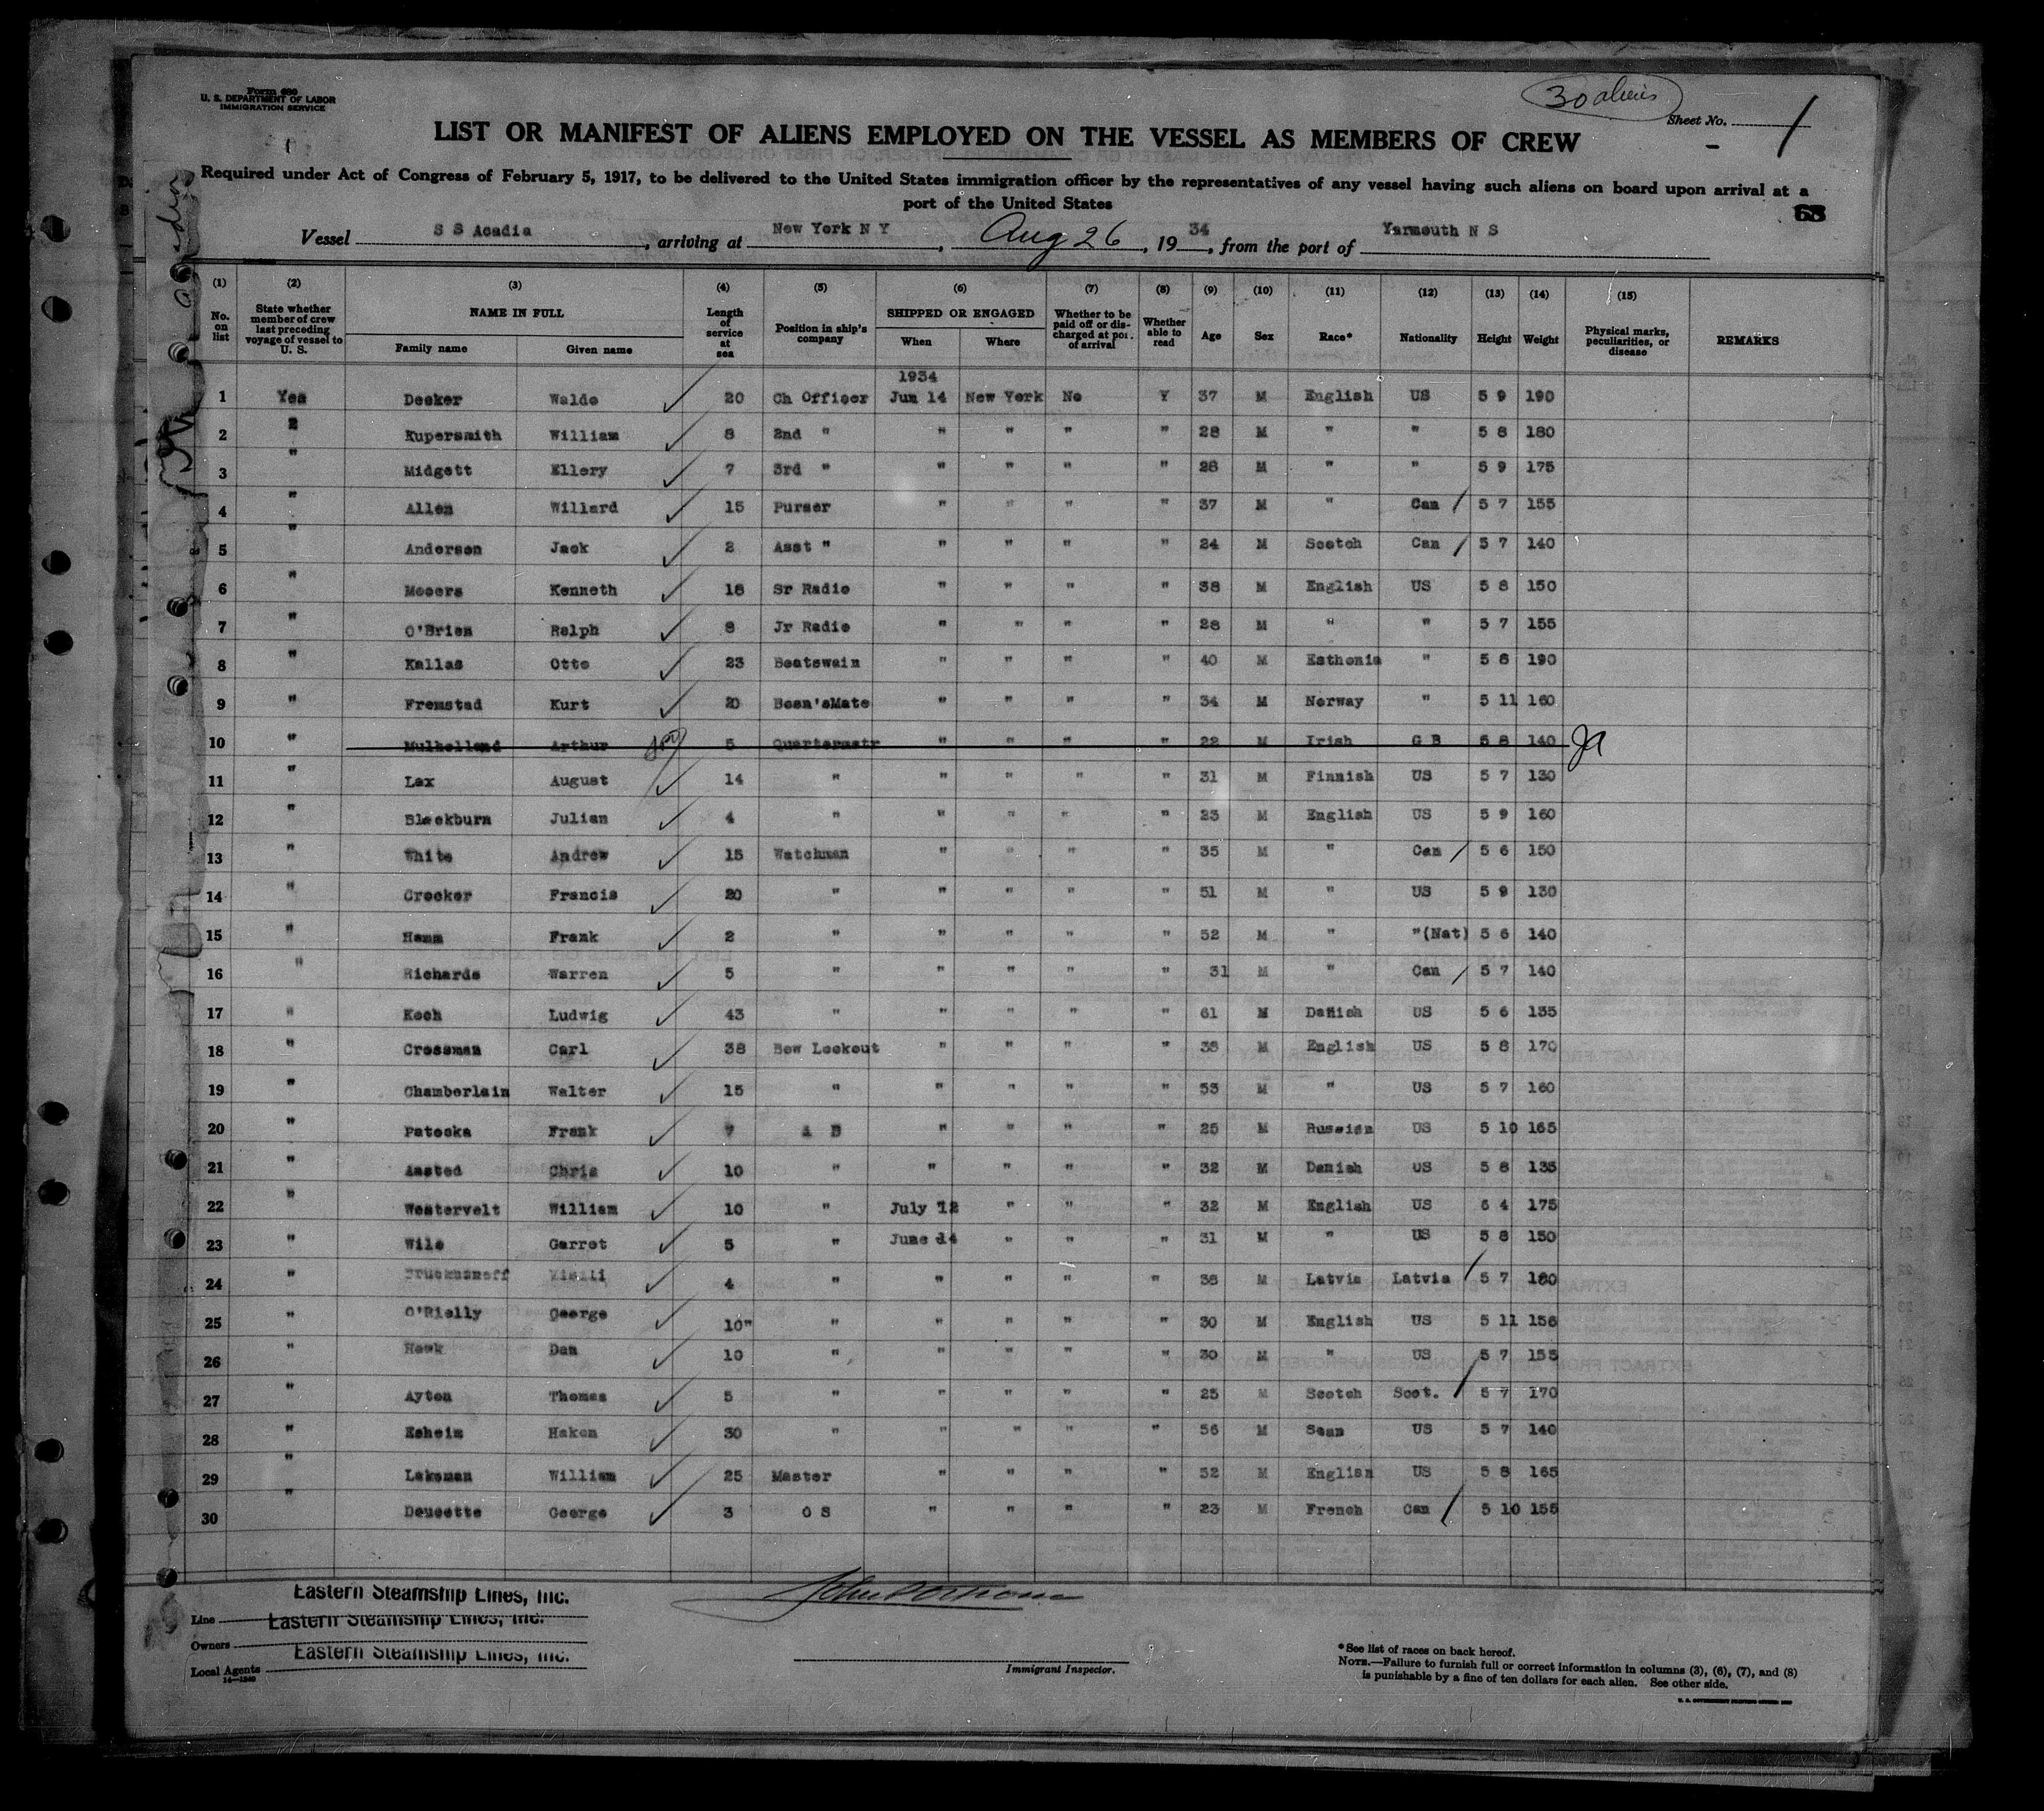 Form 680
U. S. DEPARTMENT OF LABOR
IMMIGRATION SERVICE
30 aliens
Sheet No. 1
LIST OR MANIFEST OF ALIENS EMPLOYED ON THE VESSEL AS MEMBERS OF CREW
Required under Act of Congress of February 5, 1917, to be delivered to the United States immigration officer by the representatives of any vessel having such aliens on board upon arrival at a
port of the United States
68
Vessel S S Acadia, arriving at New York N Y, Aug 26, 1934, from the port of Yarmouth N S
(1) No. on list (2) State whether member of crew last preceding voyage of vessel to U. S. (3) NAME IN FULL Family name Given name (4) Length of service at sea (5) Position in ship's company (6) SHIPPED OR ENGAGED When Where (7) Whether to be paid off or discharged at port of arrival (8) Whether able to read (9) Age (10) Sex (11) Race* (12) Nationality (13) Height (14) Weight (15) Physical marks, peculiarities, or disease REMARKS
1934
1 Yes Decker Waldo 20 Ch Officer Jun 14 New York No Y 37 M English US 5 9 190
2 " Kupersmith William 8 2nd " " " " " 28 M " " 5 8 180
3 " Midgett Ellery 7 3rd " " " " " 28 M " " 5 9 175
4 " Allen Willard 15 Purser " " " " 37 M " Can 5 7 155
5 " Anderson Jack 2 Asst " " " " " 24 M Scotch Can 5 7 140
6 " Mooers Kenneth 18 Sr Radio " " " " 38 M English US 5 8 150
7 " O'Brien Ralph 8 Jr Radio " " " " 28 M " " 5 7 155
8 " Kallas Otto 23 Boatswain " " " " 40 M Esthonia " 5 8 190
9 " Fremstad Kurt 20 Bosn'sMate " " " " 34 M Norway " 5 11 160
10 " Mulholland Arthur 5 Quartermstr " " " " 22 M Irish G B 5 8 140
11 " Lax August 14 " " " " " 31 M Finnish US 5 7 130
12 " Blackburn Julian 4 " " " " " 23 M English US 5 9 160
13 " White Andrew 15 Watchman " " " " 35 M " Can 5 6 150
14 " Crocker Francis 20 " " " " " 51 M " US 5 9 130
15 " Hamm Frank 2 " " " " " 52 M " "(Nat) 5 6 140
16 " Richards Warren 5 " " " " " 31 M " Can 5 7 140
17 " Koch Ludwig 43 " " " " " 61 M Danish US 5 6 135
18 " Crossman Carl 38 Bow Lookout " " " " 38 M English US 5 8 170
19 " Chamberlain Walter 15 " " " " " 53 M " US 5 7 160
20 " Patocka Frank 7 A B " " " " 25 M Russian US 5 10 165
21 " Aasted Chris 10 " " " " " 32 M Danish US 5 8 135
22 " Westervelt William 10 " July 12 " " " 32 M English US 6 4 175
23 " Wile Garret 5 " June 14 " " " 31 M " US 5 8 150
24 " 4 " " " " " 38 M Latvia Latvia 5 7 180
25 " O'Rielly George 10" " " " " " 30 M English US 5 11 156
26 " Hawk Dan 10 " " " " " 30 M " US 5 7 155
27 " Ayton Thomas 5 " " " " " 25 M Scotch Scot. 5 7 170
28 " Esheim Hakon 30 " " " " " 56 M Scan US 5 7 140
29 " Lakeman William 25 Master " " " " 52 M English US 5 8 165
30 " Doucette George 3 O S " " " " 23 M French Can 5 10 155
Line Eastern Steamship Lines, Inc.
Owners Eastern Steamship Lines, Inc.
Local Agents Eastern Steamship Lines, Inc.
14—1240
Immigrant Inspector.
*See list of races on back hereof.
NOTE.—Failure to furnish full or correct information in columns (3), (6), (7), and (8)
is punishable by a fine of ten dollars for each alien. See other side.